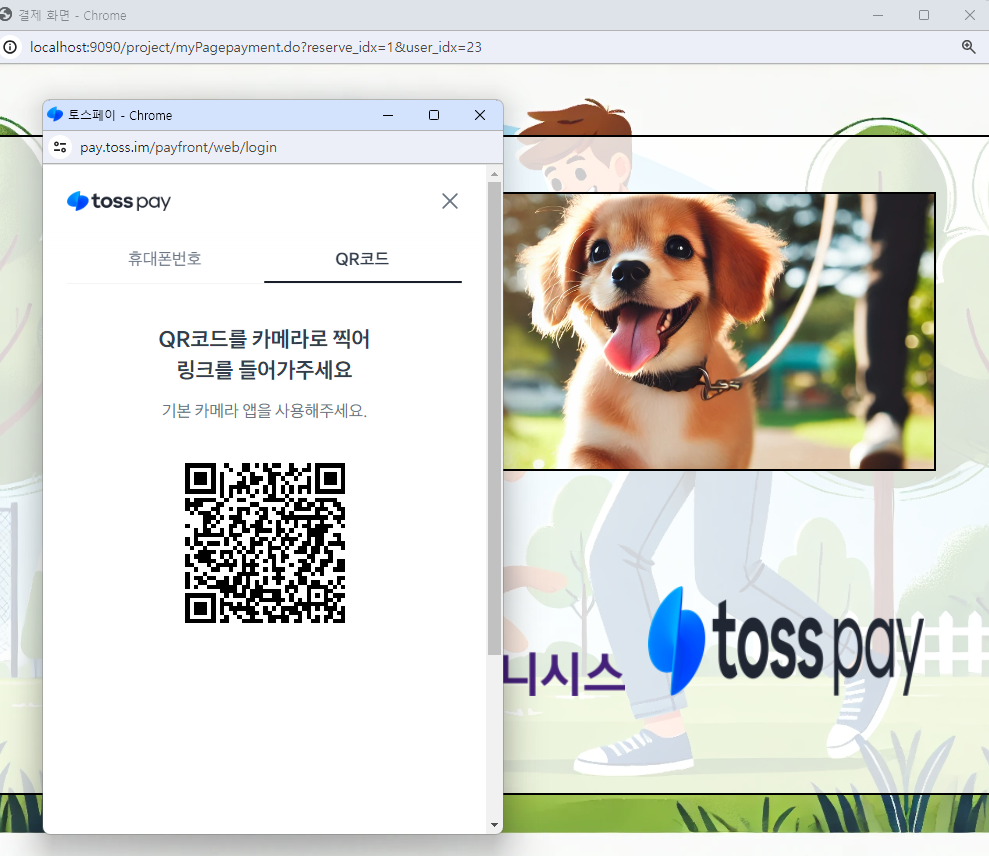 결제 화면 - Chrome
localhost:9090/project/myPagepayment.do?reserve_idx=1&user_idx=23
토스페이 - Chrome
pay.toss.im/payfront/web/login
toss pay
휴대폰번호
QR코드
QR코드를 카메라로 찍어
링크를 들어가주세요
기본 카메라 앱을 사용해주세요.
니시스
toss pay